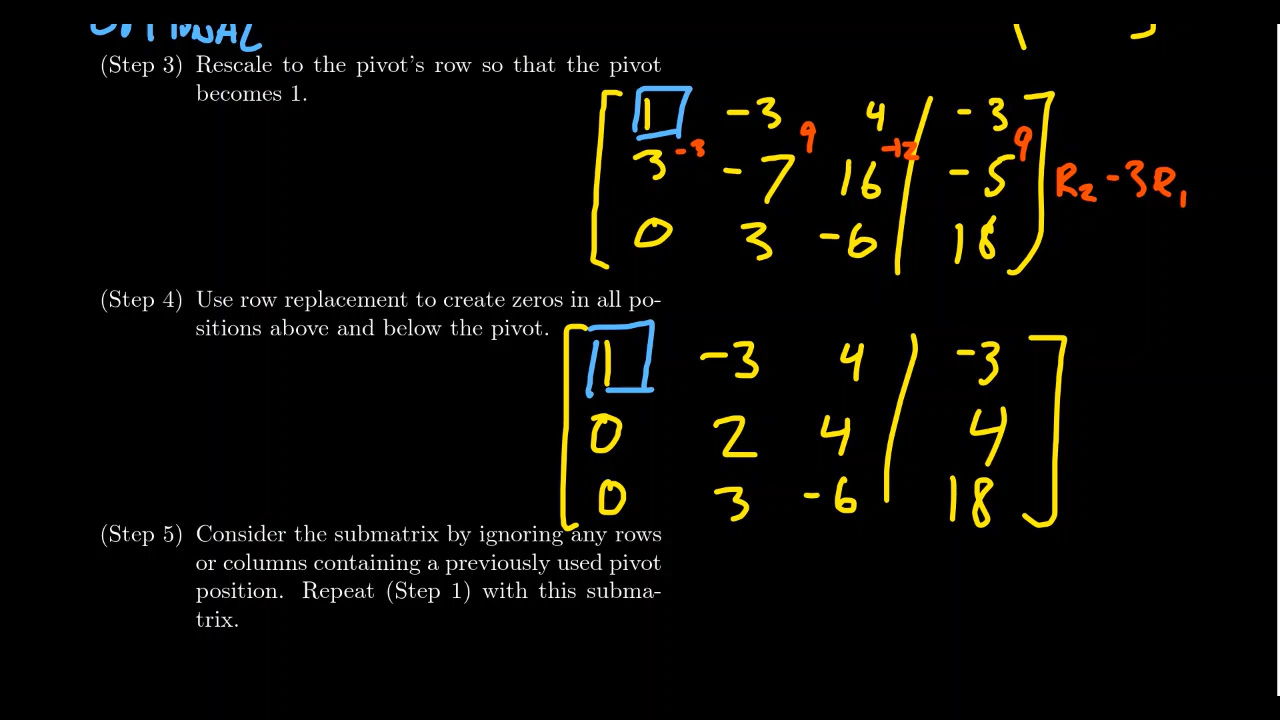 OPTIONAL
(Step 3) Rescale to the pivot's row so that the pivot
becomes 1.
1 -3 4 | -3
-3 9 -12 9
3 -7 16 | -5 R₂ -3R₁
0 3 -6 | 18
(Step 4) Use row replacement to create zeros in all po-
sitions above and below the pivot.
1 -3 4 | -3
0 2 4 | 4
0 3 -6 | 18
(Step 5) Consider the submatrix by ignoring any rows
or columns containing a previously used pivot
position. Repeat (Step 1) with this subma-
trix.